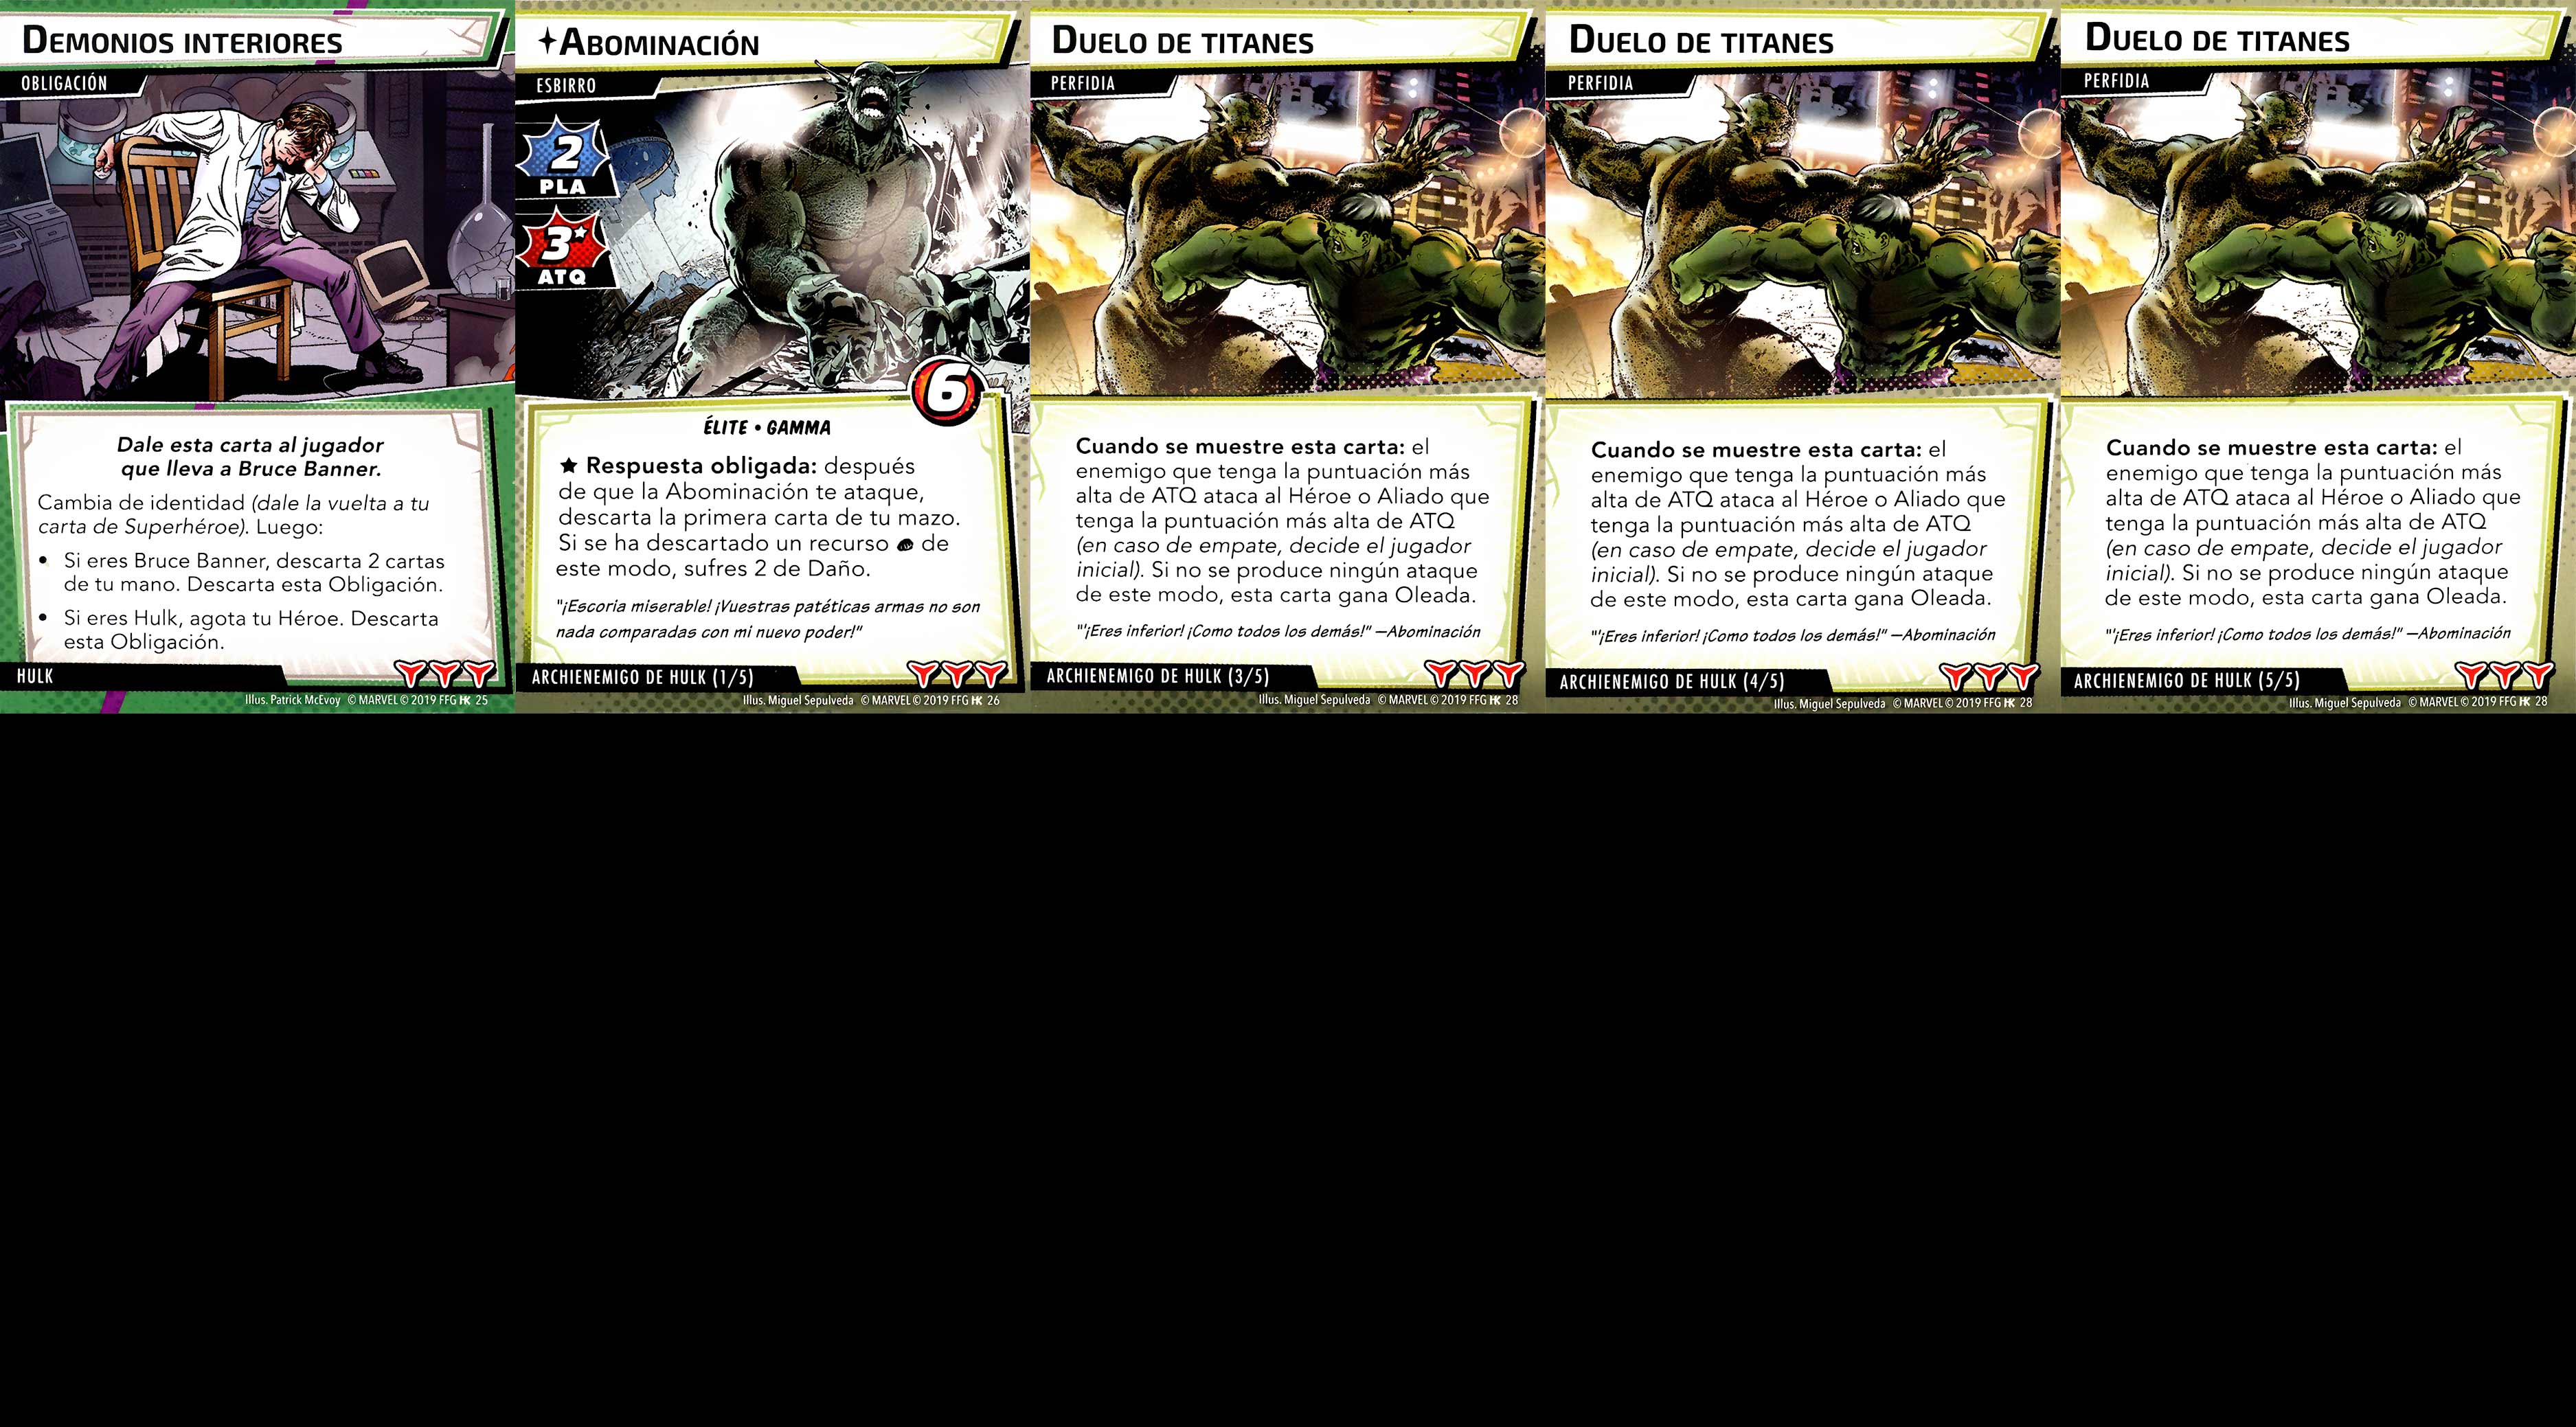 DEMONIOS INTERIORES
OBLIGACIÓN
Dale esta carta al jugador
que lleva a Bruce Banner.
Cambia de identidad (dale la vuelta a tu
carta de Superhéroe). Luego:
• Si eres Bruce Banner, descarta 2 cartas
de tu mano. Descarta esta Obligación.
• Si eres Hulk, agota tu Héroe. Descarta
esta Obligación.
HULK
Illus. Patrick McEvoy © MARVEL © 2019 FFG 25
ABOMINACIÓN
ESBIRRO
2
PLA
3
ATQ
6
ÉLITE • GAMMA
★ Respuesta obligada: después
de que la Abominación te ataque,
descarta la primera carta de tu mazo.
Si se ha descartado un recurso de
este modo, sufres 2 de Daño.
"¡Escoria miserable! ¡Vuestras patéticas armas no son
nada comparadas con mi nuevo poder!"
ARCHIENEMIGO DE HULK (1/5)
Illus. Miguel Sepulveda © MARVEL © 2019 FFG 26
DUELO DE TITANES
PERFIDIA
Cuando se muestre esta carta: el
enemigo que tenga la puntuación más
alta de ATQ ataca al Héroe o Aliado que
tenga la puntuación más alta de ATQ
(en caso de empate, decide el jugador
inicial). Si no se produce ningún ataque
de este modo, esta carta gana Oleada.
"'¡Eres inferior! ¡Como todos los demás!" —Abominación
ARCHIENEMIGO DE HULK (3/5)
Illus. Miguel Sepulveda © MARVEL © 2019 FFG 28
DUELO DE TITANES
PERFIDIA
Cuando se muestre esta carta: el
enemigo que tenga la puntuación más
alta de ATQ ataca al Héroe o Aliado que
tenga la puntuación más alta de ATQ
(en caso de empate, decide el jugador
inicial). Si no se produce ningún ataque
de este modo, esta carta gana Oleada.
"'¡Eres inferior! ¡Como todos los demás!" —Abominación
ARCHIENEMIGO DE HULK (4/5)
Illus. Miguel Sepulveda © MARVEL © 2019 FFG 28
DUELO DE TITANES
PERFIDIA
Cuando se muestre esta carta: el
enemigo que tenga la puntuación más
alta de ATQ ataca al Héroe o Aliado que
tenga la puntuación más alta de ATQ
(en caso de empate, decide el jugador
inicial). Si no se produce ningún ataque
de este modo, esta carta gana Oleada.
"'¡Eres inferior! ¡Como todos los demás!" —Abominación
ARCHIENEMIGO DE HULK (5/5)
Illus. Miguel Sepulveda © MARVEL © 2019 FFG 28